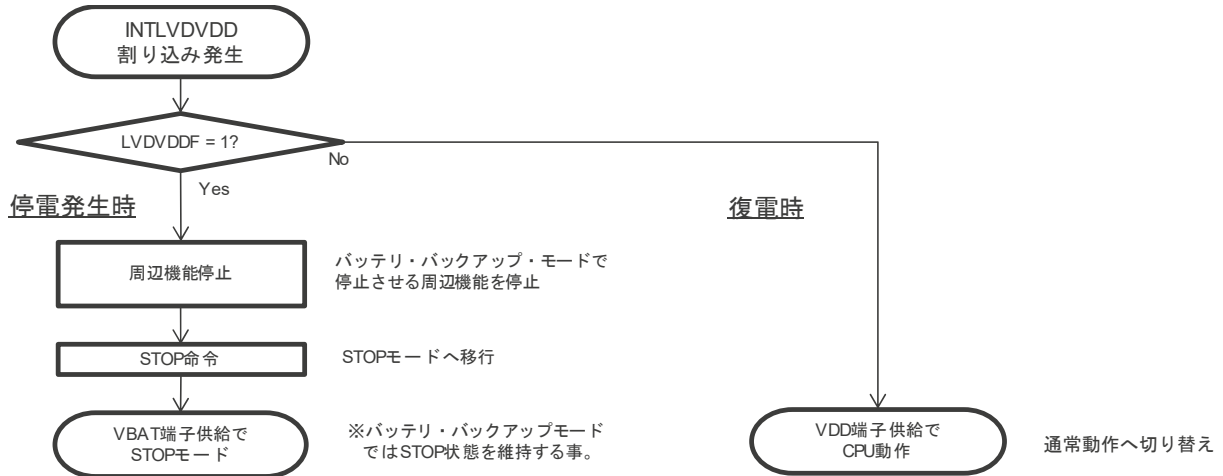 INTLVDVDD
割り込み発生
LVDVDDF = 1?
No
Yes
停電発生時
復電時
周辺機能停止
バッテリ・バックアップ・モードで
停止させる周辺機能を停止
STOP命令
STOPモードへ移行
VBAT端子供給で
STOPモード
※バッテリ・バックアップモード
ではSTOP状態を維持する事。
VDD端子供給で
CPU動作
通常動作へ切り替え